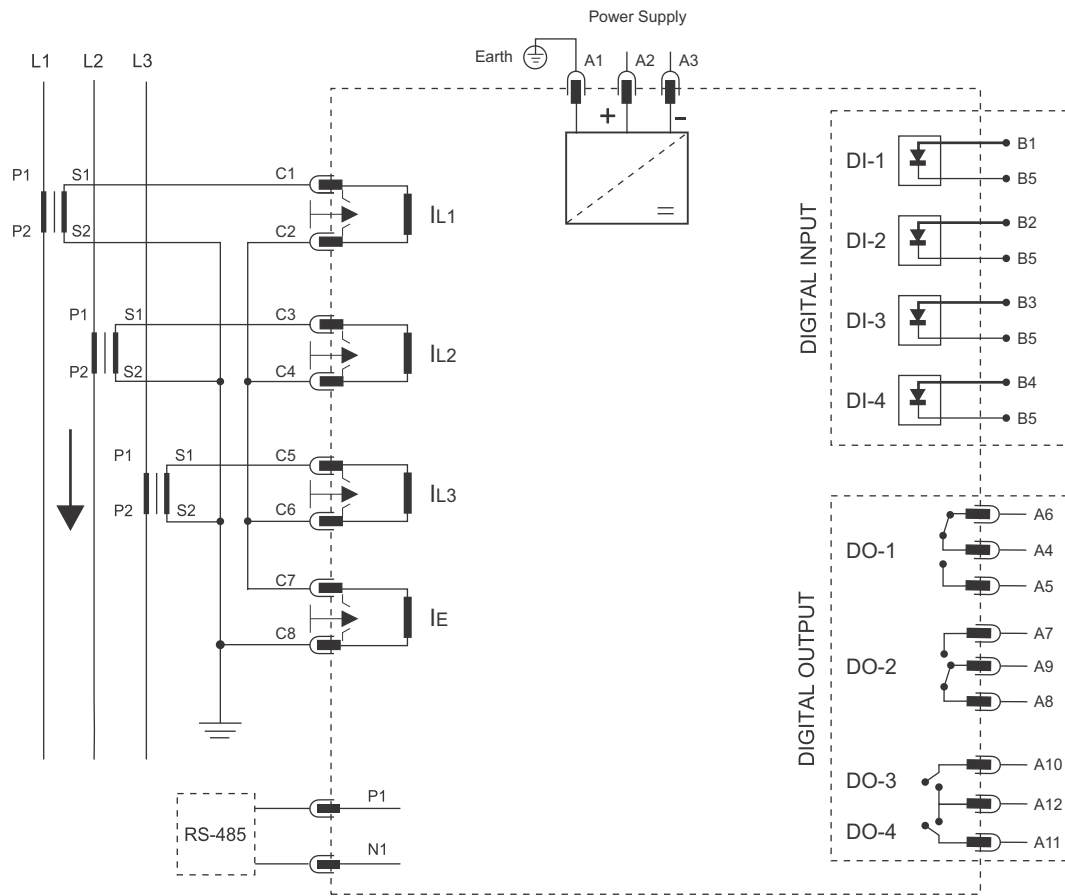 Power Supply
Earth
A1
A2
A3
+
-
L1
L2
L3
P1
S1
P2
S2
C1
C2
IL1
P1
S1
P2
S2
C3
C4
IL2
P1
S1
P2
S2
C5
C6
IL3
C7
C8
IE
RS-485
P1
N1
DIGITAL INPUT
DI-1
B1
B5
DI-2
B2
B5
DI-3
B3
B5
DI-4
B4
B5
DIGITAL OUTPUT
DO-1
A6
A4
A5
DO-2
A7
A9
A8
DO-3
A10
A12
DO-4
A11